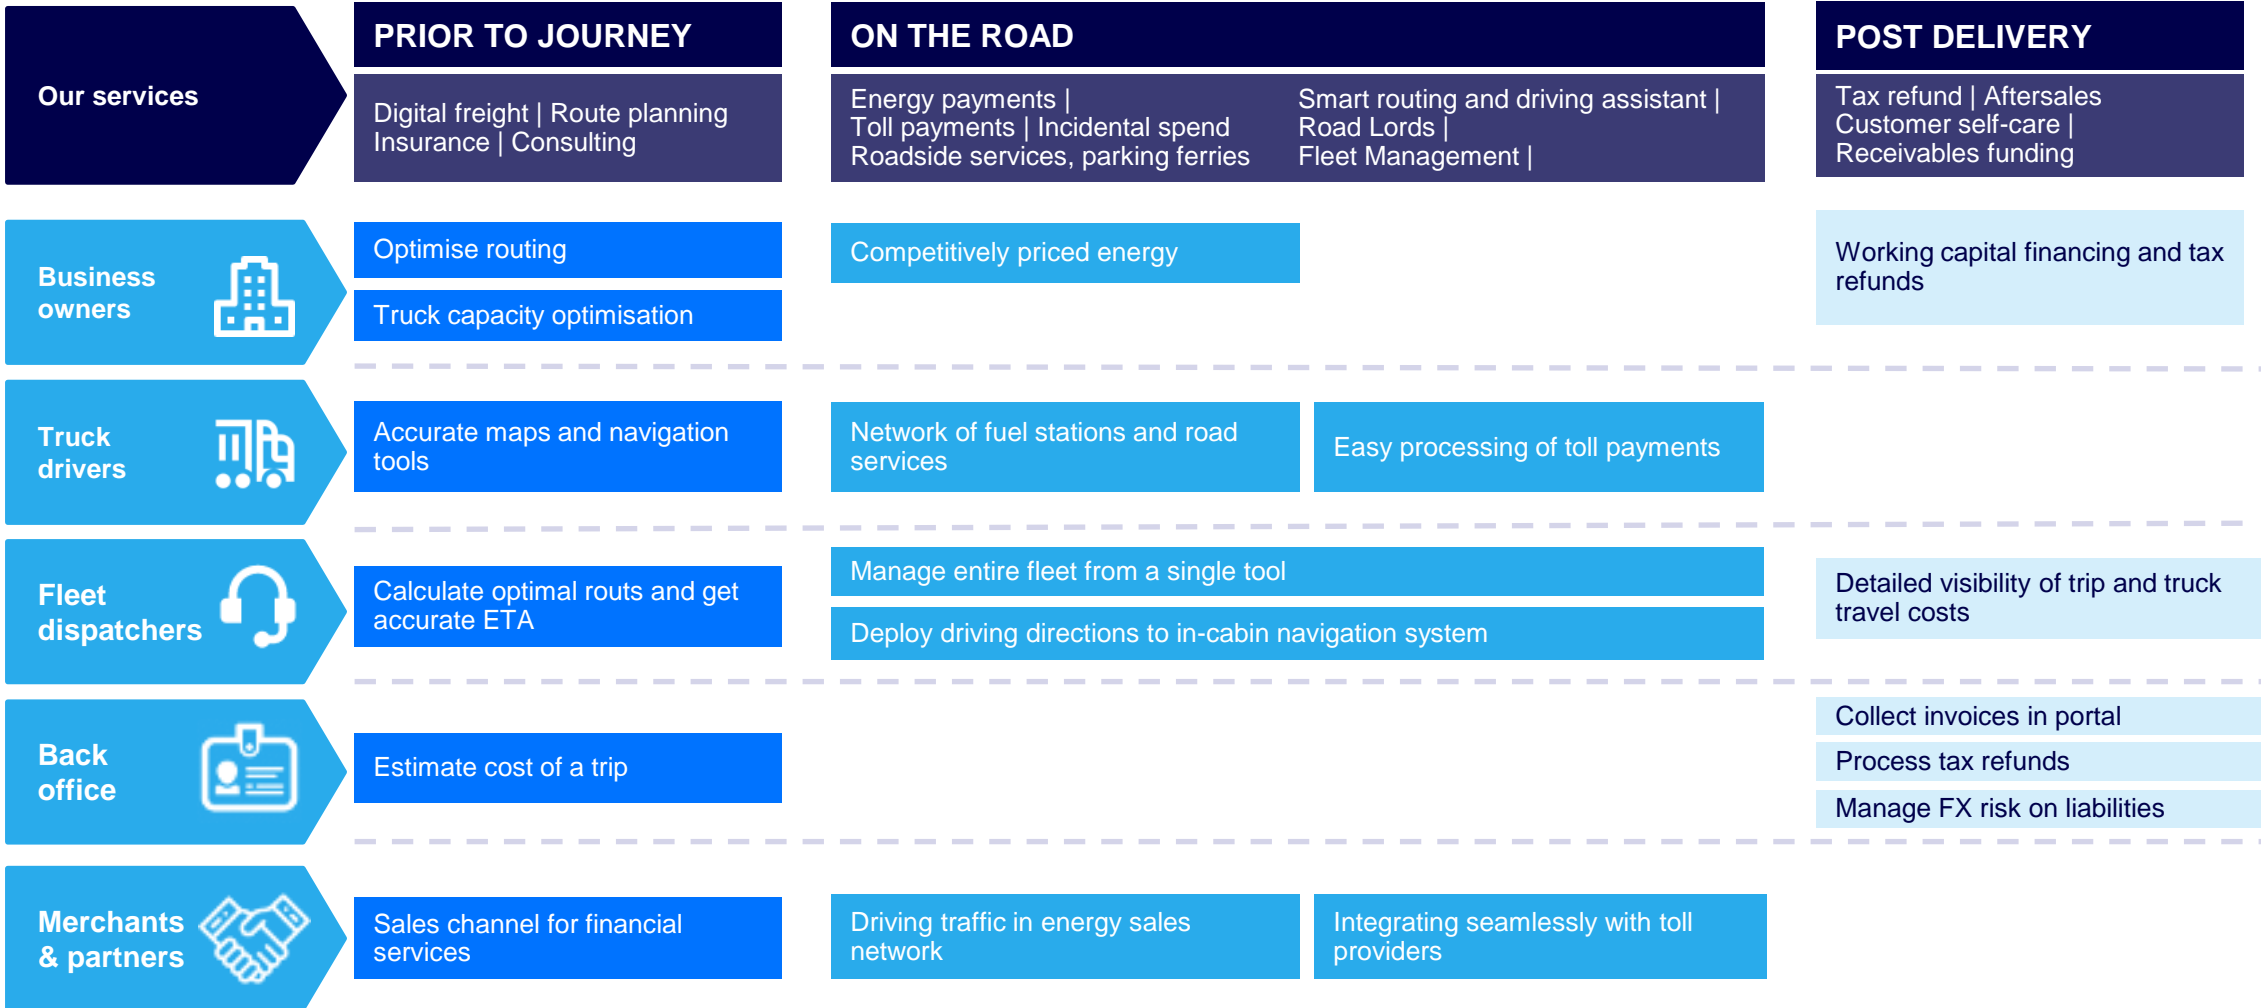 Our services
PRIOR TO JOURNEY
Digital freight | Route planning
Insurance | Consulting
ON THE ROAD
Energy payments |
Toll payments | Incidental spend
Roadside services, parking ferries
Smart routing and driving assistant |
Road Lords |
Fleet Management |
POST DELIVERY
Tax refund | Aftersales
Customer self-care |
Receivables funding
Business
owners
Optimise routing
Truck capacity optimisation
Competitively priced energy
Working capital financing and tax
refunds
Truck
drivers
Accurate maps and navigation
tools
Network of fuel stations and road
services
Easy processing of toll payments
Fleet
dispatchers
Calculate optimal routs and get
accurate ETA
Manage entire fleet from a single tool
Deploy driving directions to in-cabin navigation system
Detailed visibility of trip and truck
travel costs
Back
office
Estimate cost of a trip
Collect invoices in portal
Process tax refunds
Manage FX risk on liabilities
Merchants
& partners
Sales channel for financial
services
Driving traffic in energy sales
network
Integrating seamlessly with toll
providers